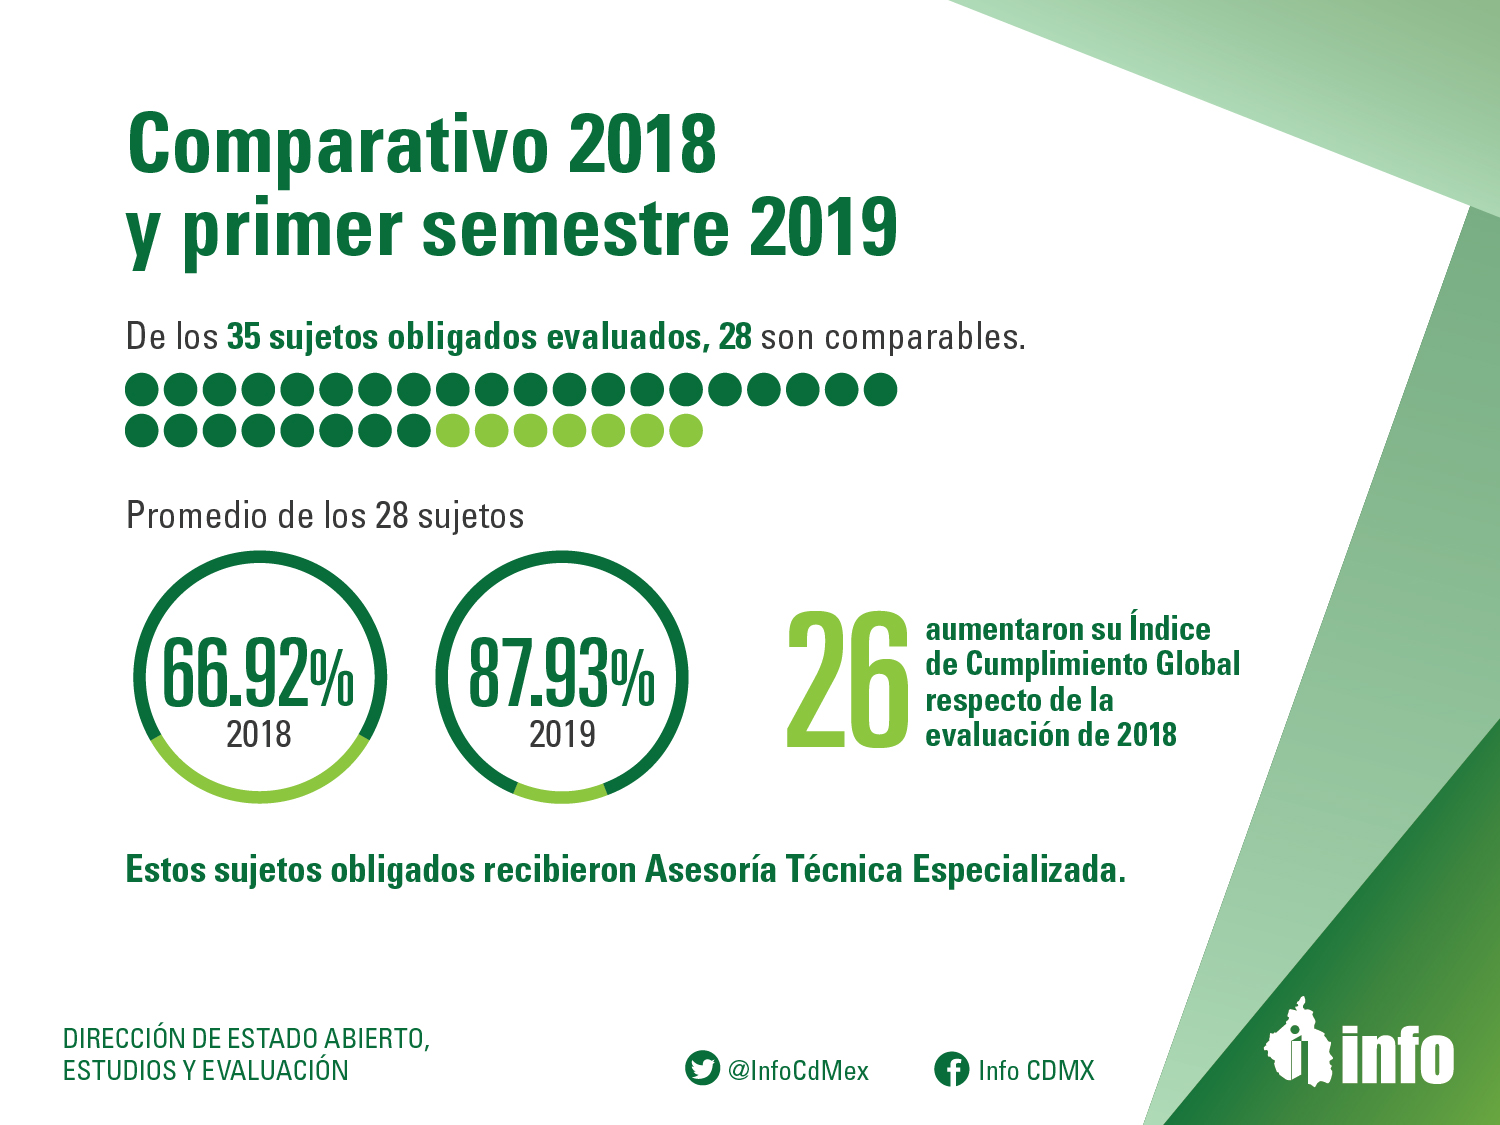 Comparativo 2018
y primer semestre 2019
De los 35 sujetos obligados evaluados, 28 son comparables.
Promedio de los 28 sujetos
66.92%
2018
87.93%
2019
26
aumentaron su Índice
de Cumplimiento Global
respecto de la
evaluación de 2018
Estos sujetos obligados recibieron Asesoría Técnica Especializada.
DIRECCIÓN DE ESTADO ABIERTO,
ESTUDIOS Y EVALUACIÓN
@InfoCdMex
Info CDMX
info